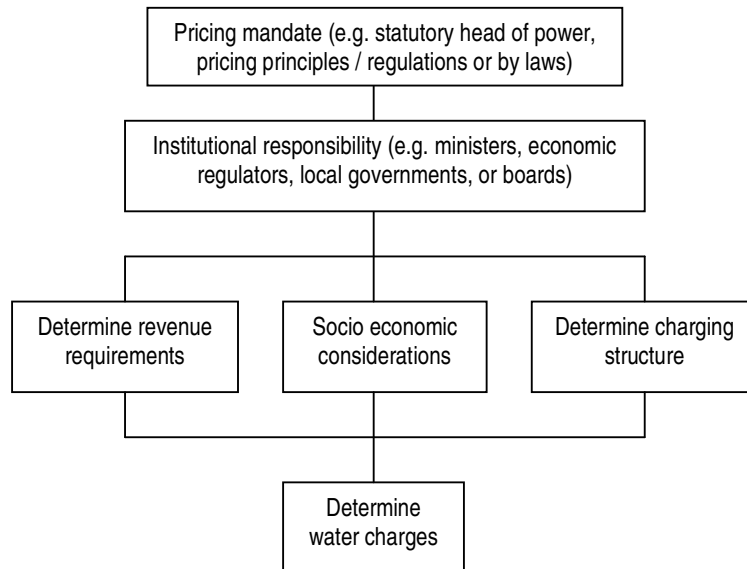 Pricing mandate (e.g. statutory head of power,
pricing principles / regulations or by laws)
Institutional responsibility (e.g. ministers, economic
regulators, local governments, or boards)
Determine revenue
requirements
Socio economic
considerations
Determine charging
structure
Determine
water charges